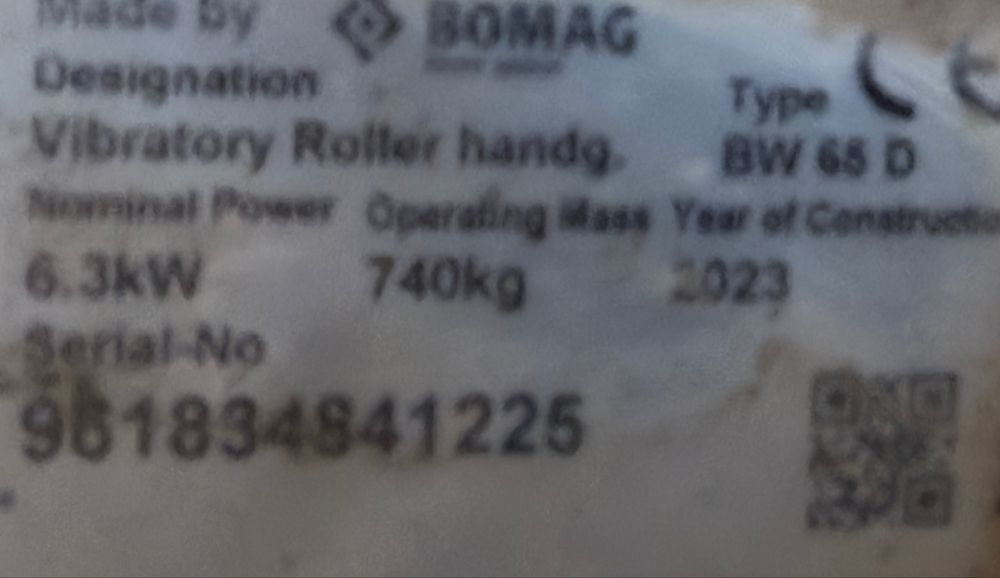 Made by BOMAG
Designation
Type
Vibratory Roller handg.
BW 65 D
Nominal Power Operating Mass Year of Constructio
6.3kW 740kg 2023
Serial-No
961834841225